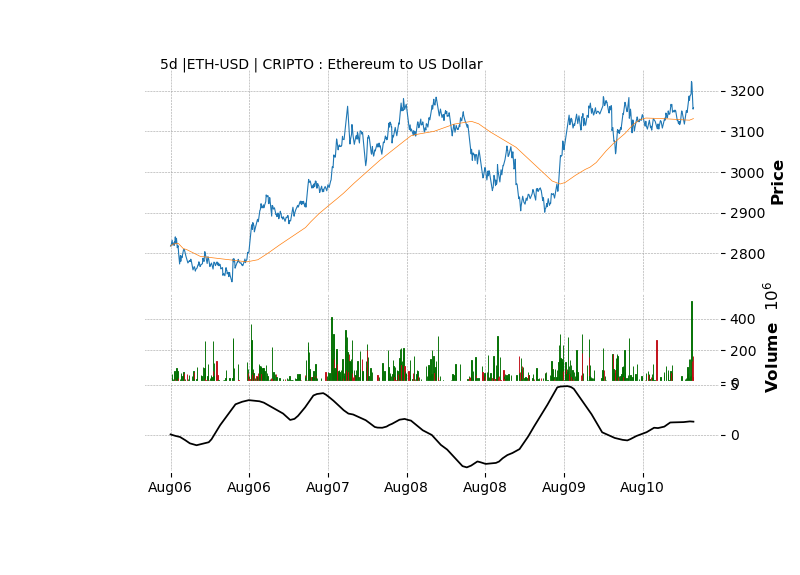 5d |ETH-USD | CRIPTO : Ethereum to US Dollar
3200
3100
3000
2900
2800
Price
400
200
0
Volume 10^6
5
0
Aug06 Aug06 Aug07 Aug08 Aug08 Aug09 Aug10